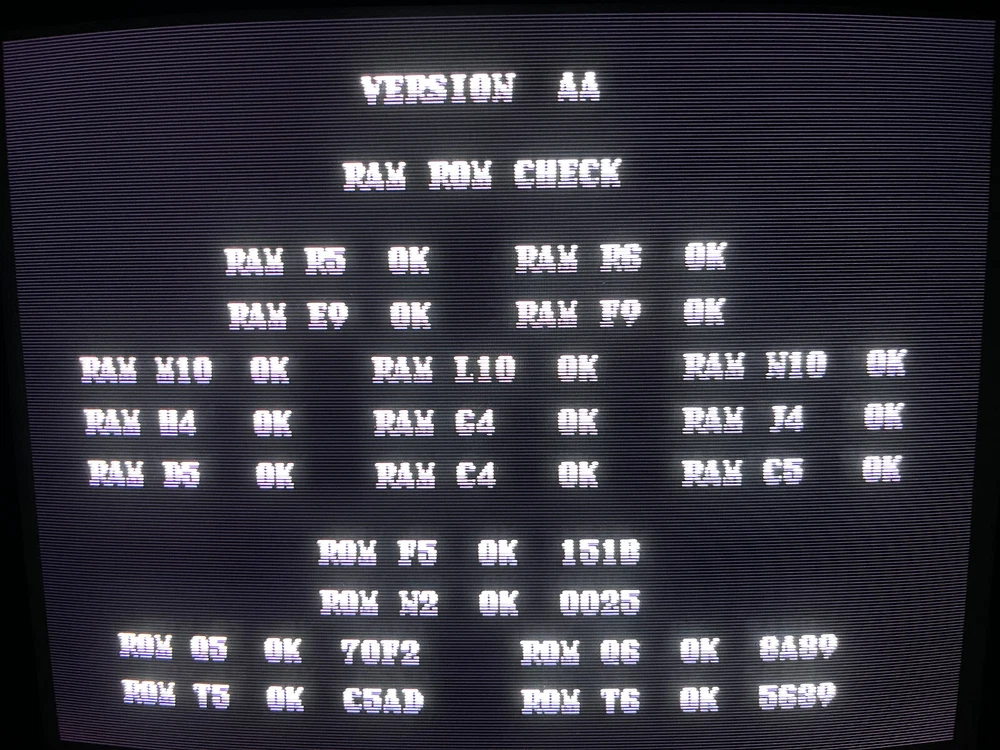 VERSION AA
RAM ROM CHECK
RAM R5 OK RAM R6 OK
RAM E9 OK RAM F9 OK
RAM M10 OK RAM L10 OK RAM N10 OK
RAM H4 OK RAM G4 OK RAM J4 OK
RAM D5 OK RAM C4 OK RAM C5 OK
ROM F5 OK 151B
ROM N2 OK 0025
ROM Q5 OK 70F2 ROM Q6 OK 8A89
ROM T5 OK C5AD ROM T6 OK 5639